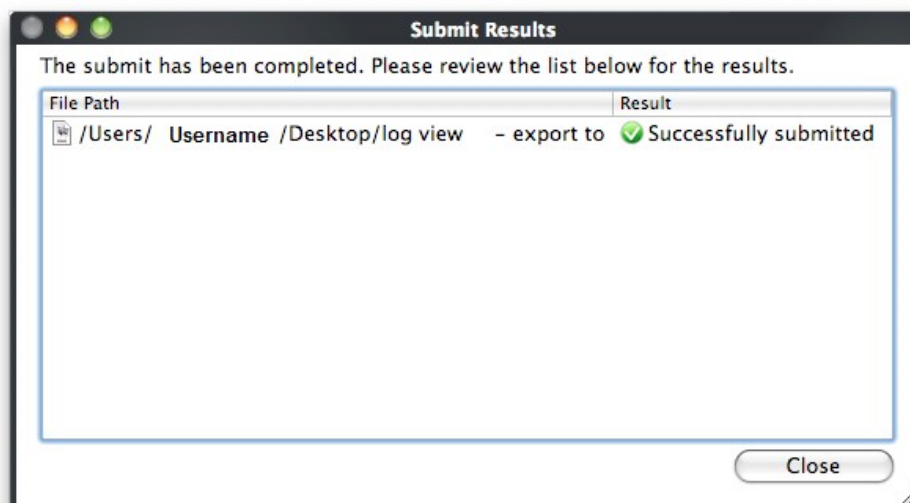 Submit Results
The submit has been completed. Please review the list below for the results.
File Path Result
/Users/ Username /Desktop/log view – export to Successfully submitted
Close